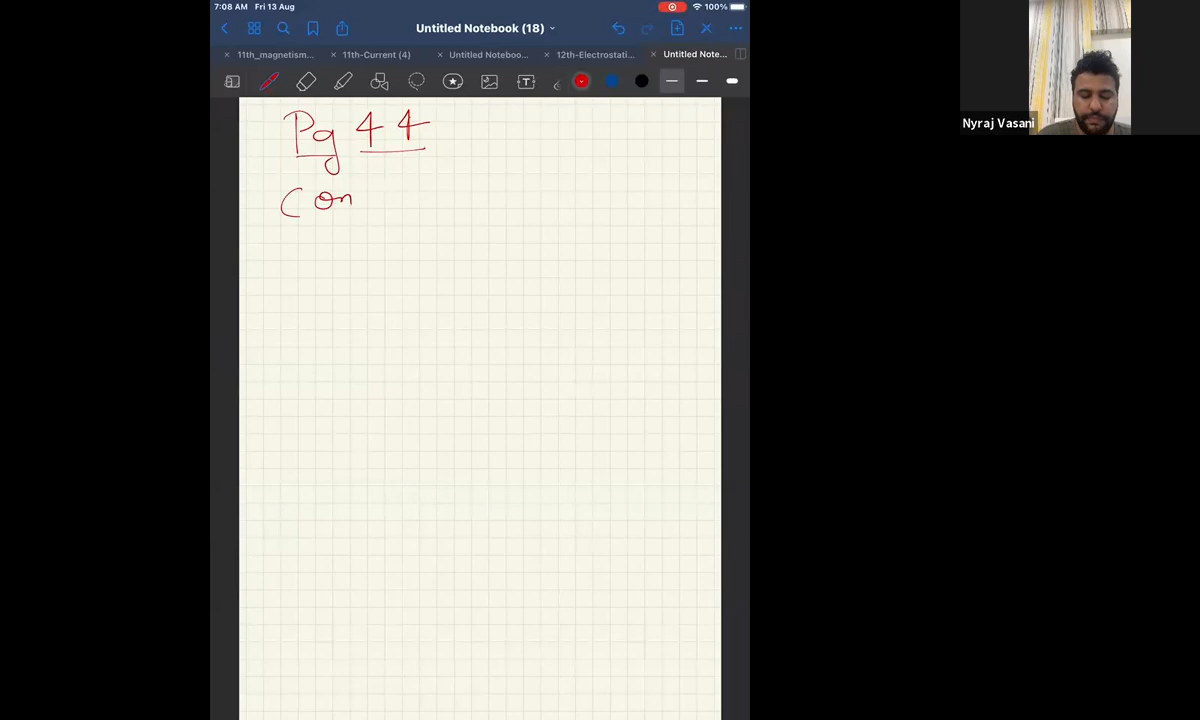 7:08 AM Fri 13 Aug 100%
Untitled Notebook (18)
11th_magnetism... 11th-Current (4) Untitled Noteboo... 12th-Electrostati... Untitled Note...
T
Pg 44
Con
Nyraj Vasani